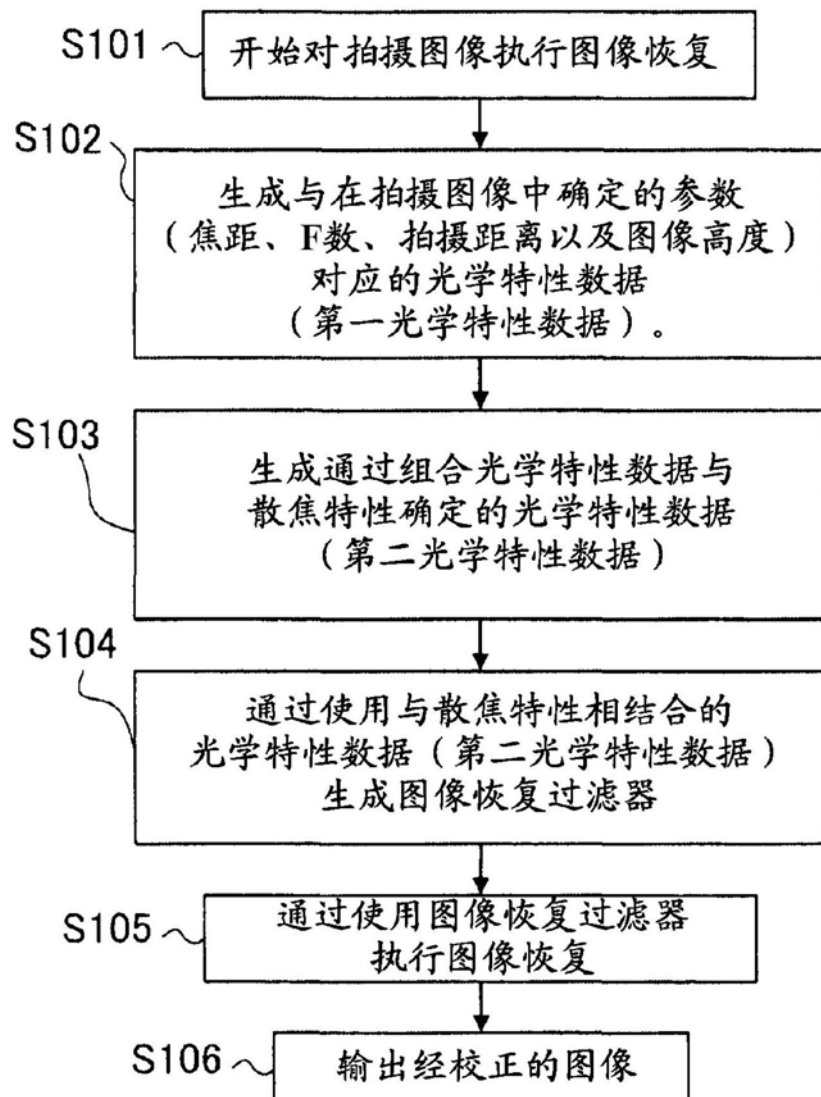 S101
开始对拍摄图像执行图像恢复
S102
生成与在拍摄图像中确定的参数
(焦距、F数、拍摄距离以及图像高度)
对应的光学特性数据
(第一光学特性数据)。
S103
生成通过组合光学特性数据与
散焦特性确定的光学特性数据
(第二光学特性数据)
S104
通过使用与散焦特性相结合的
光学特性数据(第二光学特性数据)
生成图像恢复过滤器
S105
通过使用图像恢复过滤器
执行图像恢复
S106
输出经校正的图像